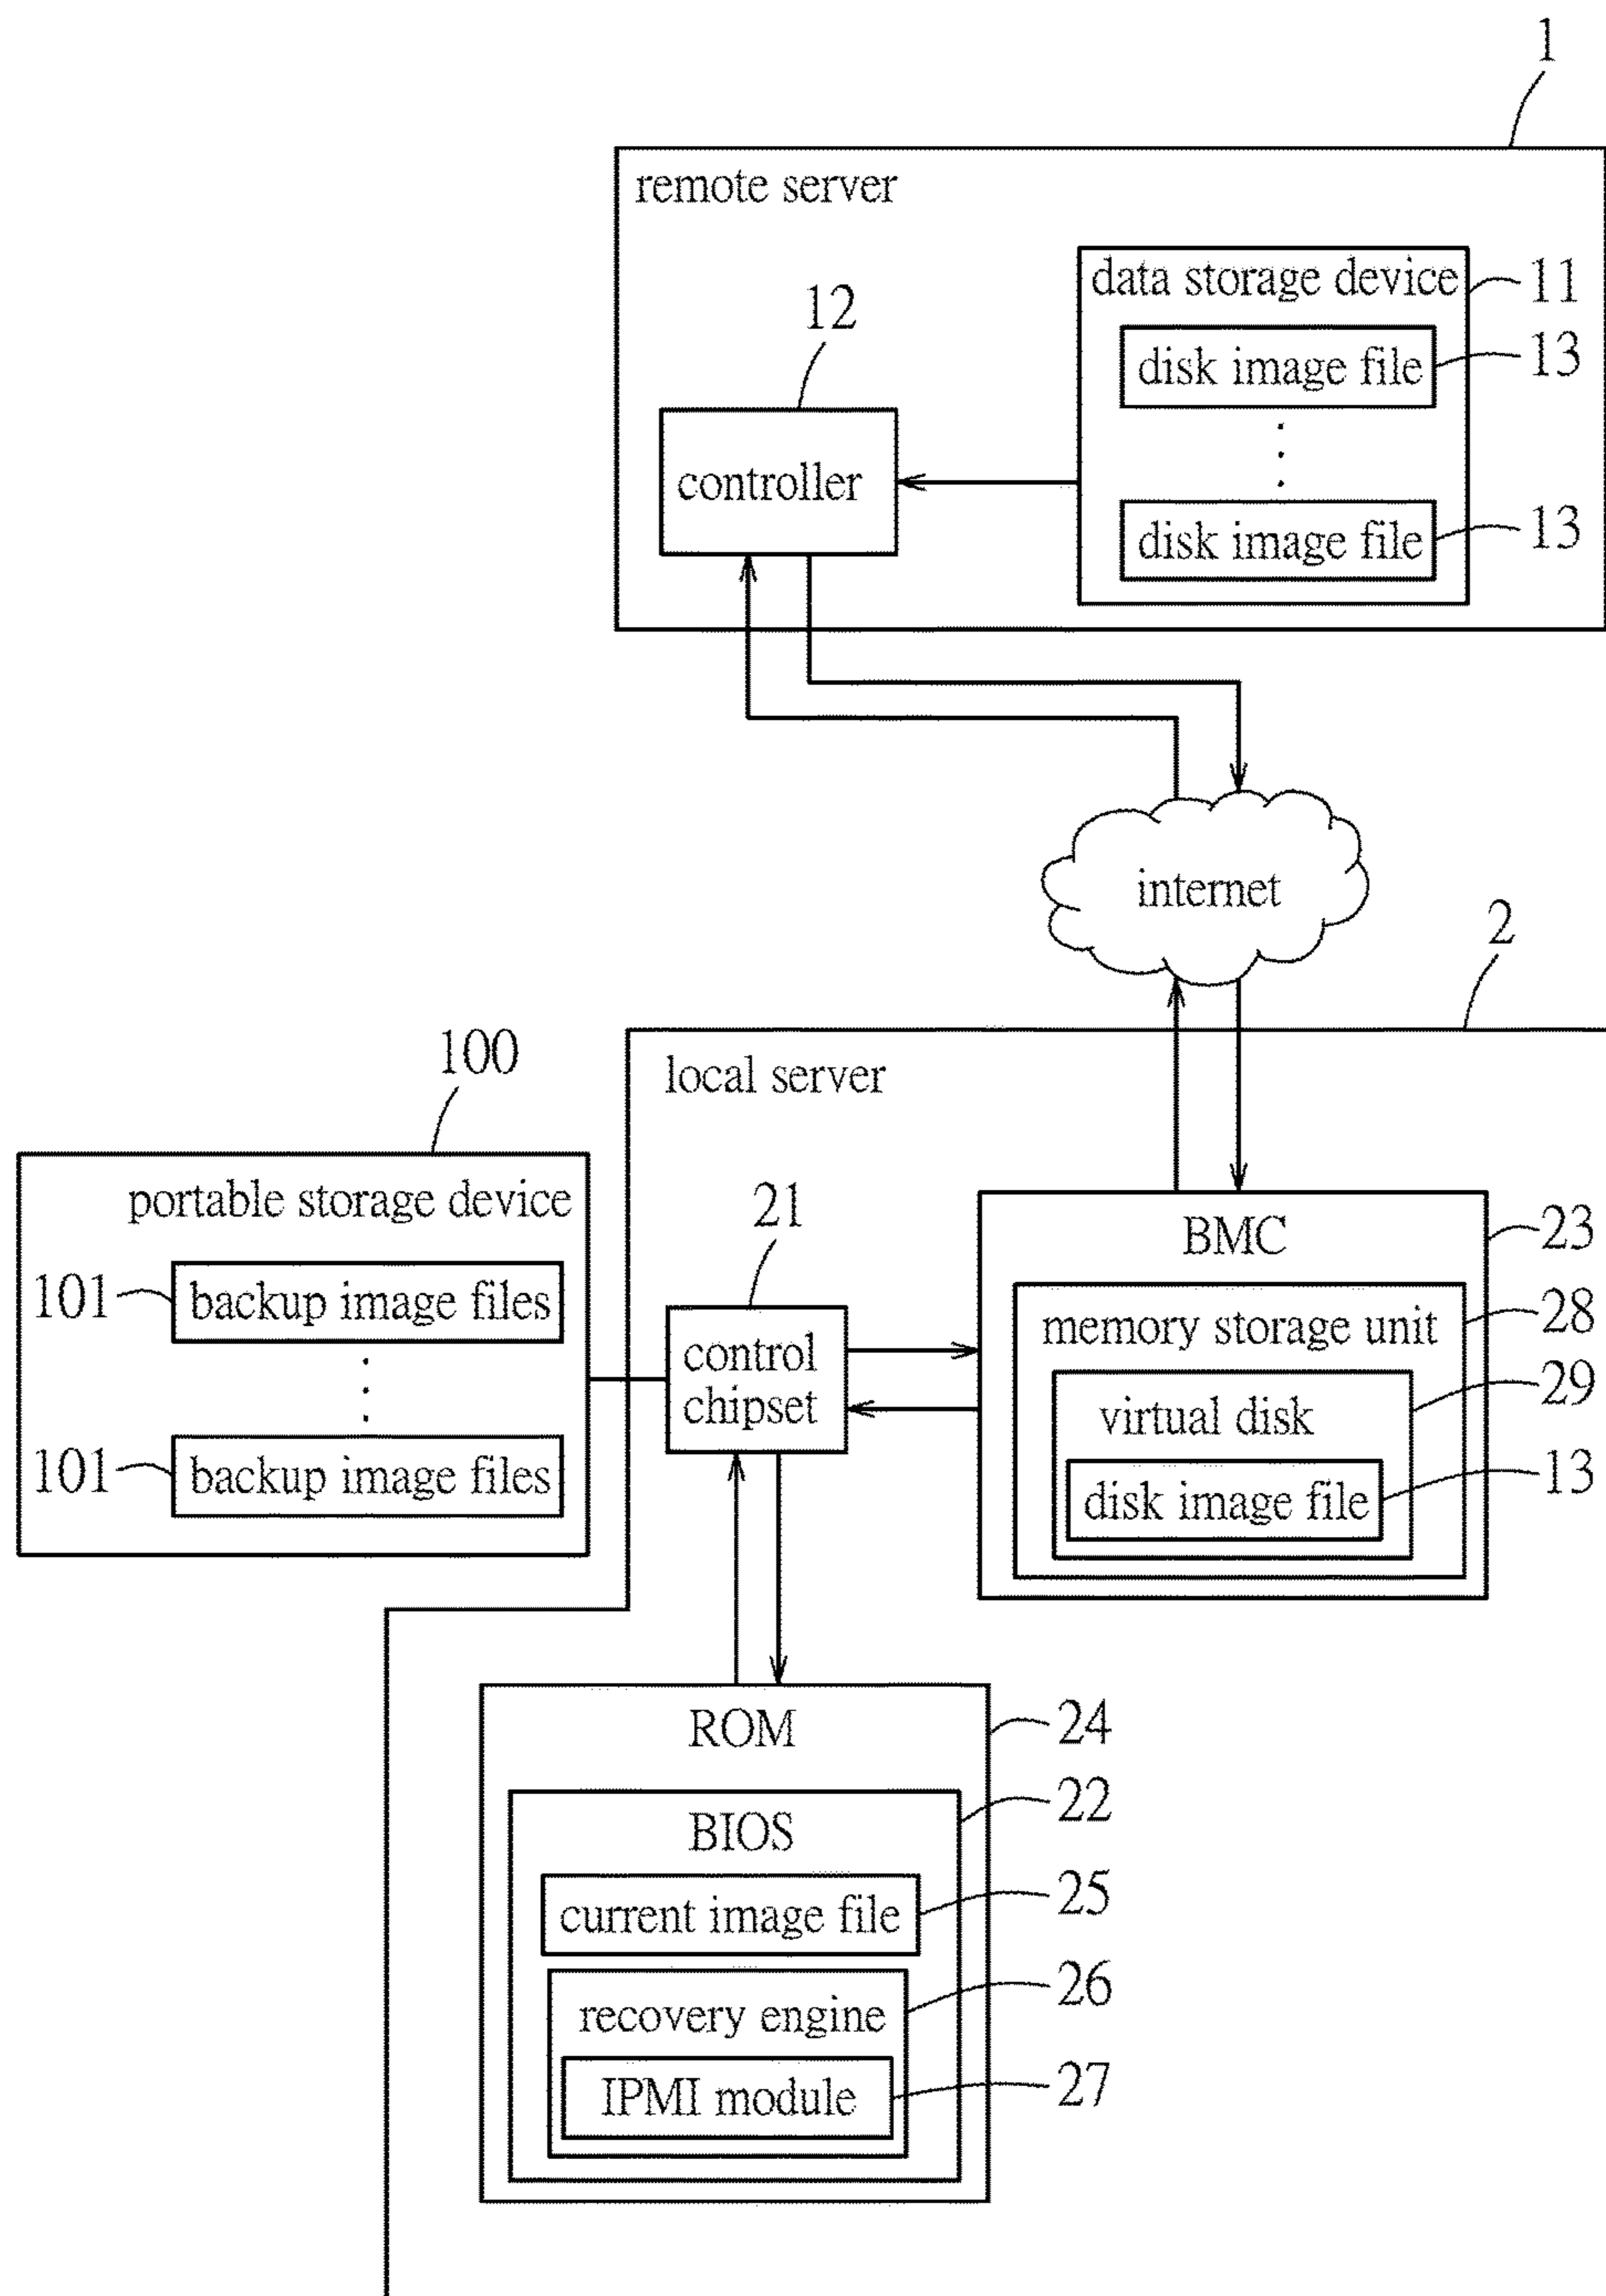 1
remote server
data storage device
11
12
disk image file
13
controller
disk image file
13
internet
2
100
local server
portable storage device
21
BMC
23
101
backup image files
memory storage unit
28
control
chipset
virtual disk
29
101
backup image files
disk image file
13
ROM
24
BIOS
22
current image file
25
recovery engine
26
IPMI module
27